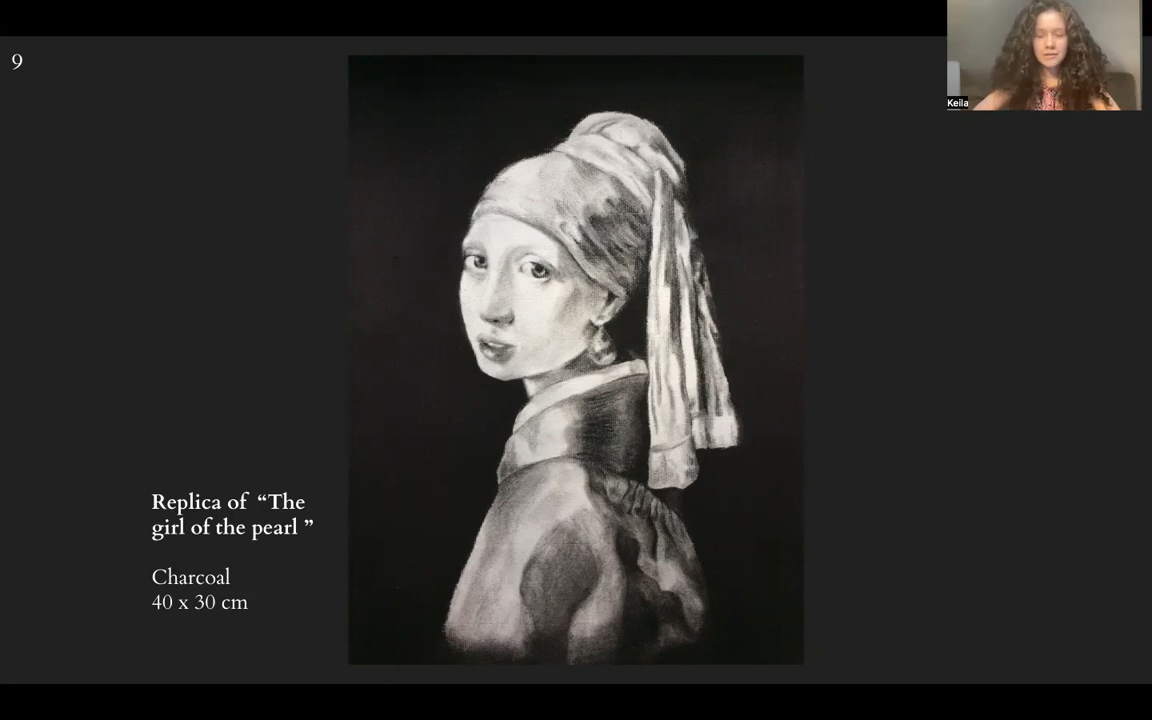 9
Keila
Replica of “The
girl of the pearl ”
Charcoal
40 x 30 cm